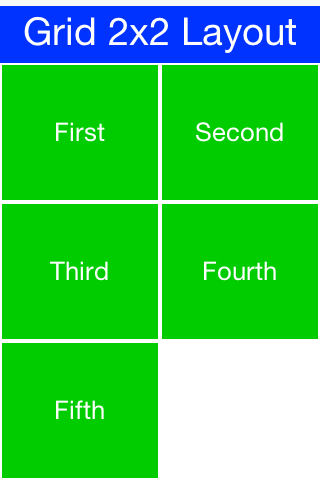 Grid 2x2 Layout
First
Second
Third
Fourth
Fifth